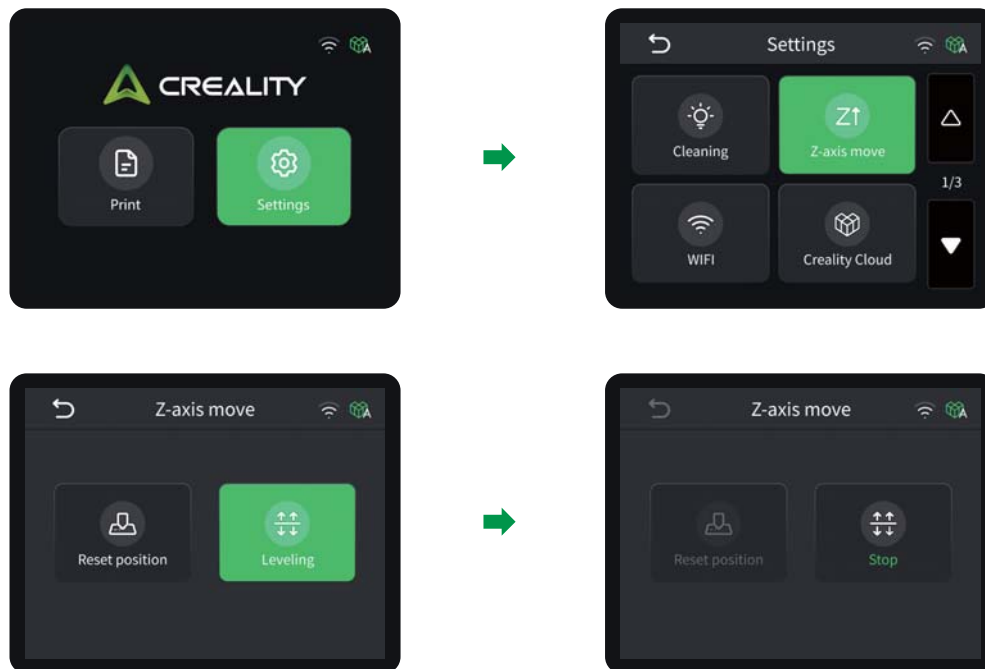 CREALITY
Print
Settings
Settings
Cleaning
Z-axis move
1/3
WIFI
Creality Cloud
Z-axis move
Reset position
Leveling
Z-axis move
Reset position
Stop